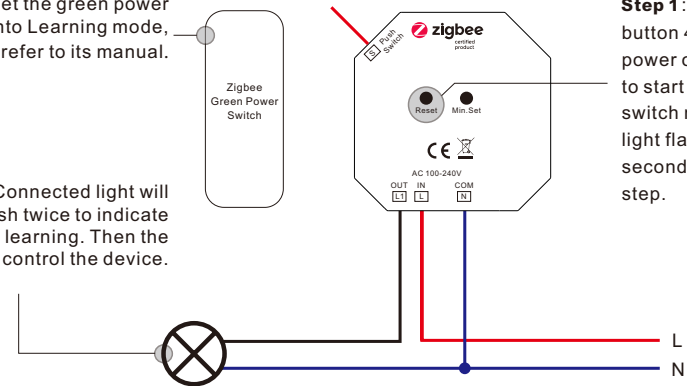 et the green power
nto Learning mode,
refer to its manual.
Zigbee
Green Power
Switch
Connected light will
sh twice to indicate
learning. Then the
control the device.
S
Push
Switch
zigbee
certified
product
Reset
Min.Set
CE
AC 100-240V
OUT IN COM
L1 L N
Step 1:
button 4
power o
to start
switch r
light fla
second
step.
L
N